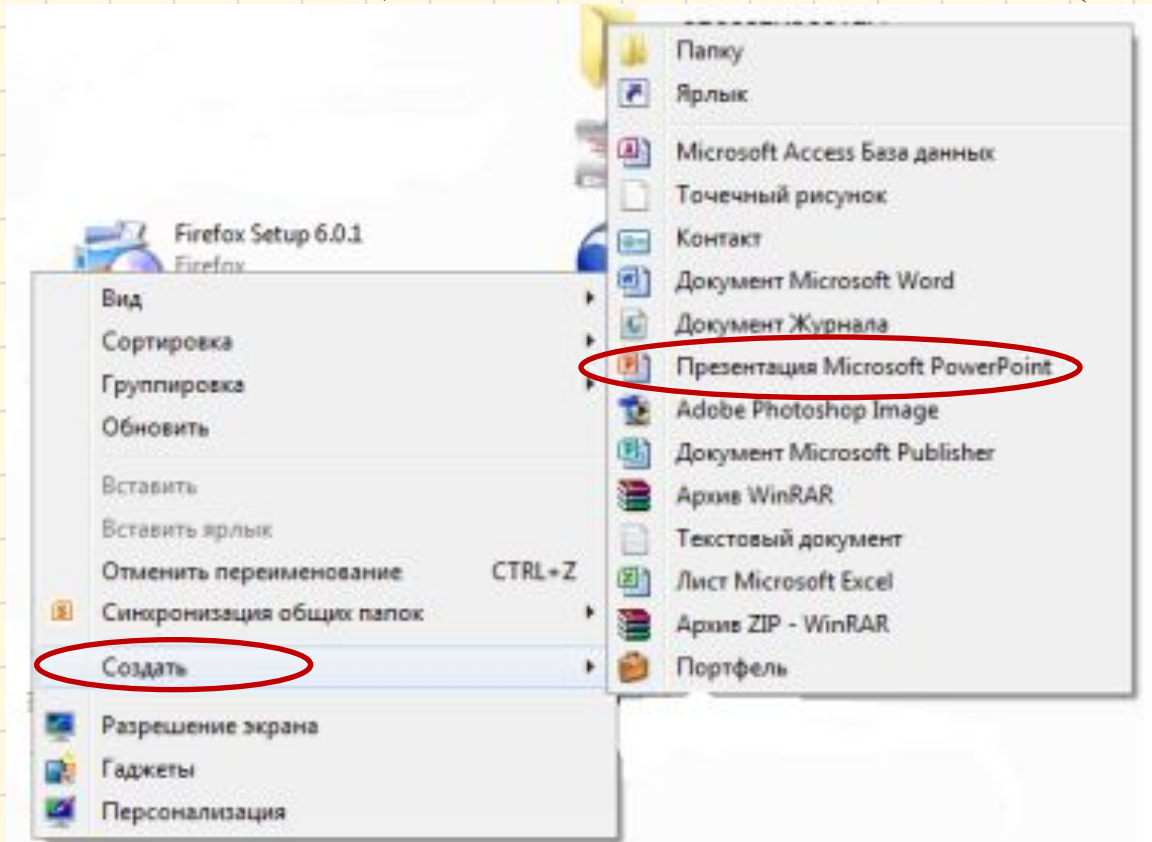 Папку
Ярлык
Microsoft Access База данных
Точечный рисунок
Контакт
Документ Microsoft Word
Документ Журнала
Презентация Microsoft PowerPoint
Adobe Photoshop Image
Документ Microsoft Publisher
Архив WinRAR
Текстовый документ
Лист Microsoft Excel
Архив ZIP - WinRAR
Портфель
Firefox Setup 6.0.1
Firefox
Вид
Сортировка
Группировка
Обновить
Вставить
Вставить ярлык
Отменить переименование CTRL+Z
Синхронизация общих папок
Создать
Разрешение экрана
Гаджеты
Персонализация